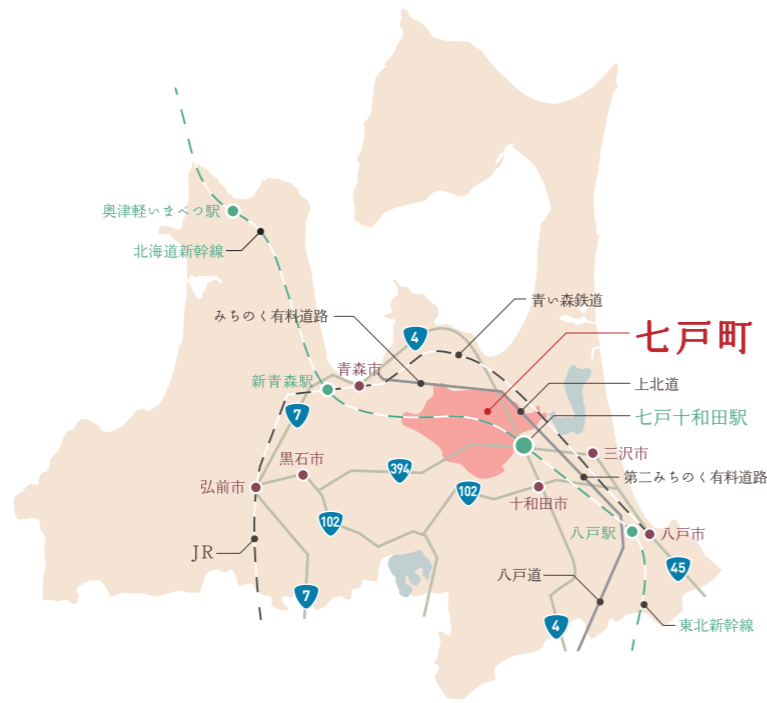 奥津軽いまべつ駅
北海道新幹線
みちのく有料道路
青い森鉄道
4
七戸町
青森市
新青森駅
上北道
7
七戸十和田駅
黒石市
394
三沢市
弘前市
102
第二みちのく有料道路
十和田市
102
八戸駅
八戸市
JR
45
八戸道
7
4
東北新幹線